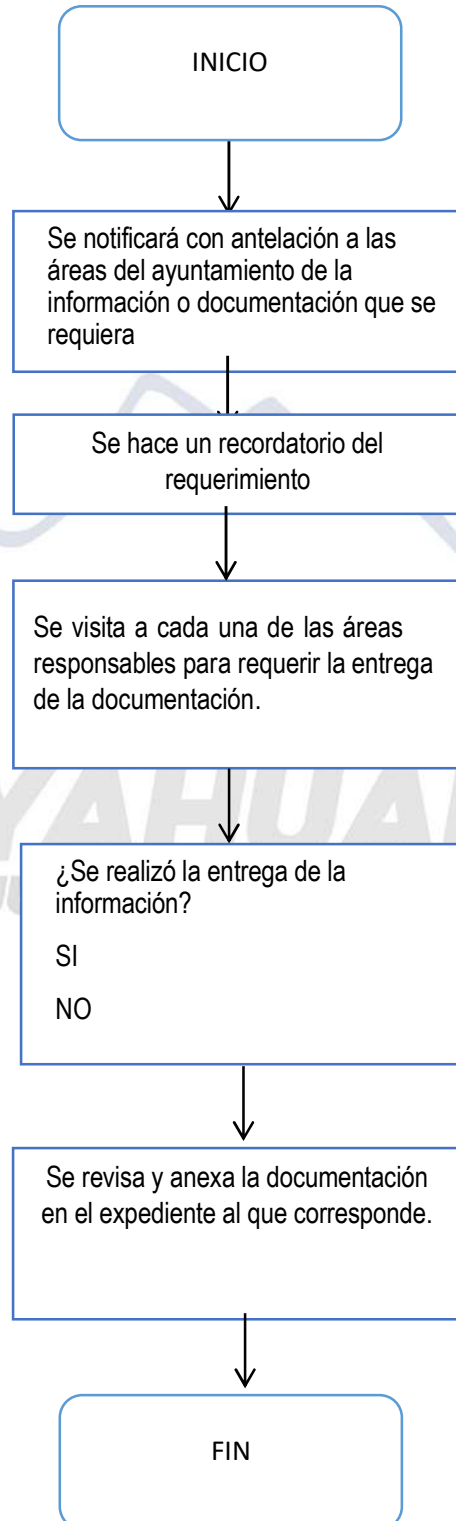 INICIO
Se notificará con antelación a las
áreas del ayuntamiento de la
información o documentación que se
requiera
Se hace un recordatorio del
requerimiento
Se visita a cada una de las áreas
responsables para requerir la entrega
de la documentación.
¿Se realizó la entrega de la
información?
SI
NO
Se revisa y anexa la documentación
en el expediente al que corresponde.
FIN